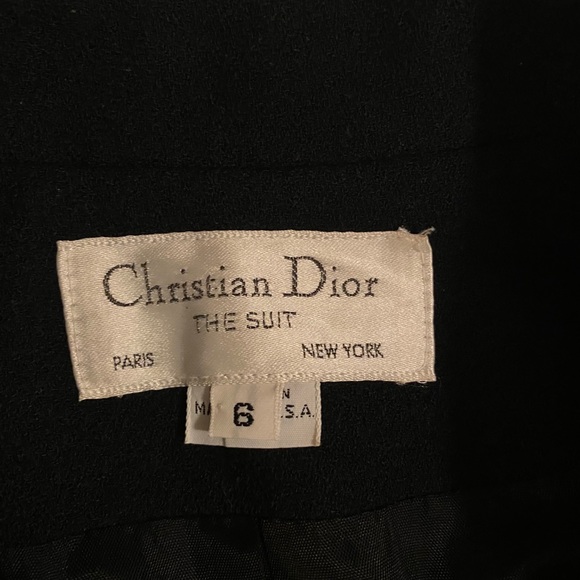 Christian Dior
THE SUIT
PARIS NEW YORK
6 .S.A.